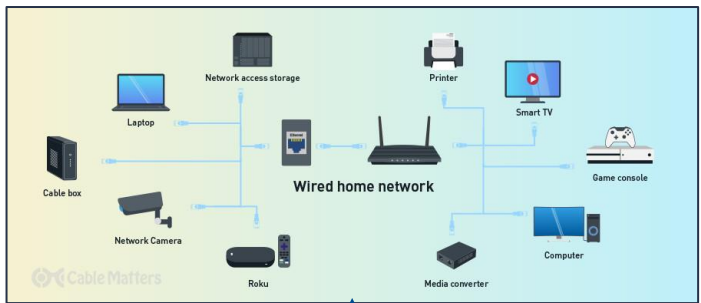 Network access storage
Printer
Smart TV
Laptop
Ethernet
Cable box
Game console
Wired home network
Network Camera
Computer
Roku
Media converter
Cable Matters